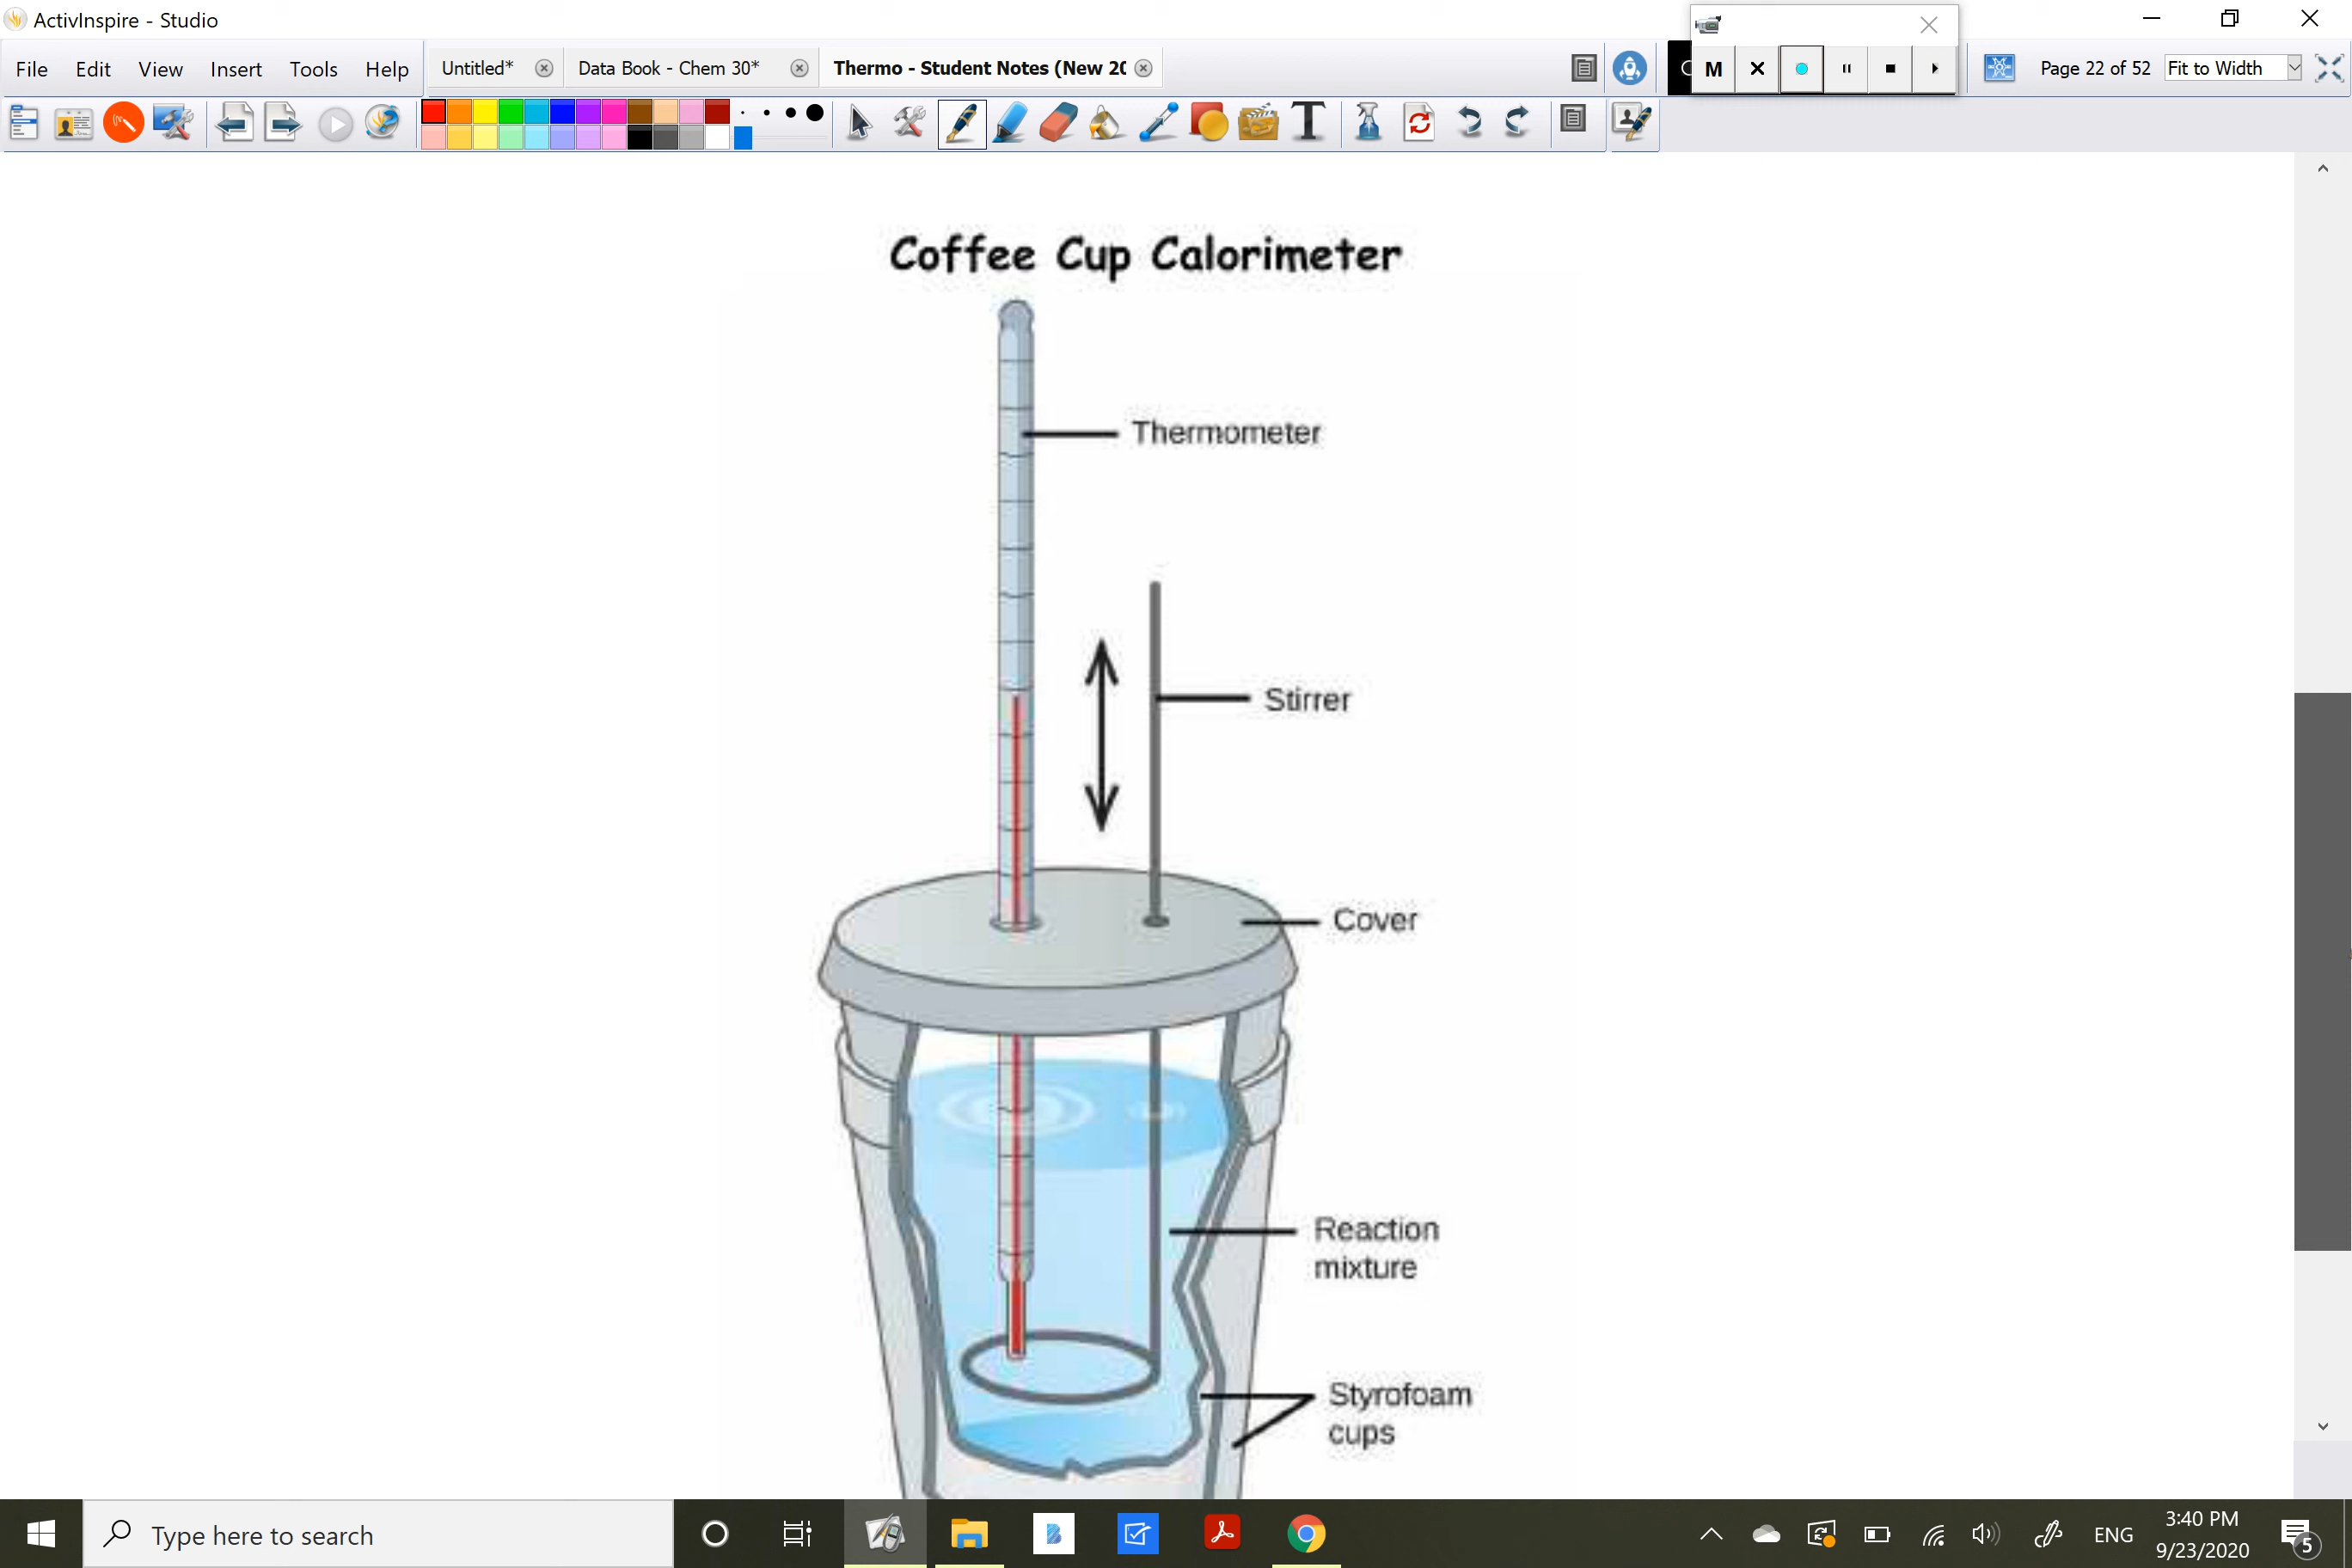 ActivInspire - Studio
File Edit View Insert Tools Help
Untitled* Data Book - Chem 30* Thermo - Student Notes (New 20
M
Page 22 of 52 Fit to Width
T
Coffee Cup Calorimeter
Thermometer
Stirrer
Cover
Reaction
mixture
Styrofoam
cups
Type here to search
ENG
3:40 PM
9/23/2020
5